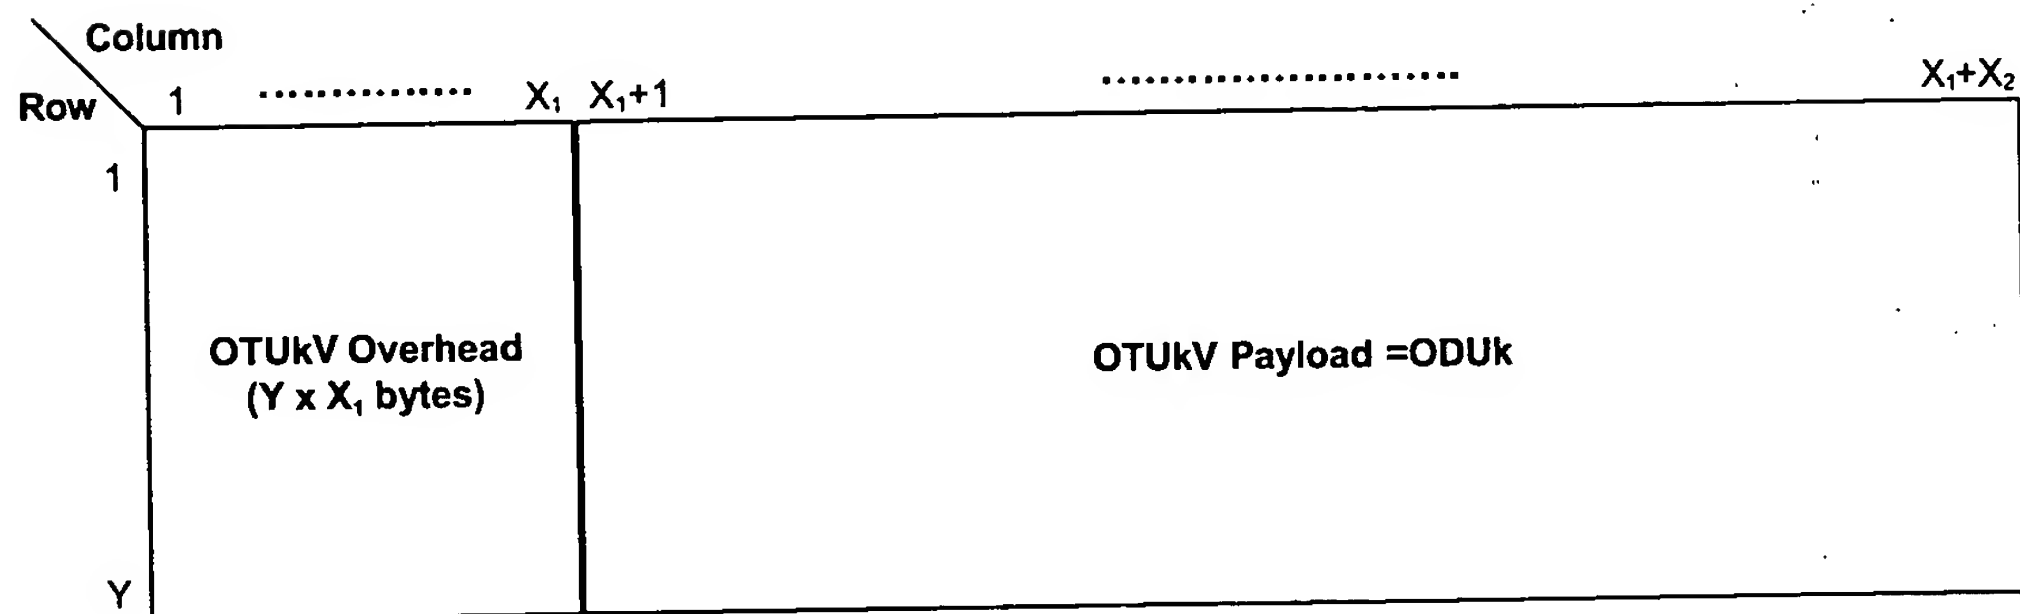 Column
Row 1 .............. X₁ X₁+1 ........................ X₁+X₂
1
OTUkV Overhead
(Y x X₁ bytes)
OTUkV Payload =ODUk
Y